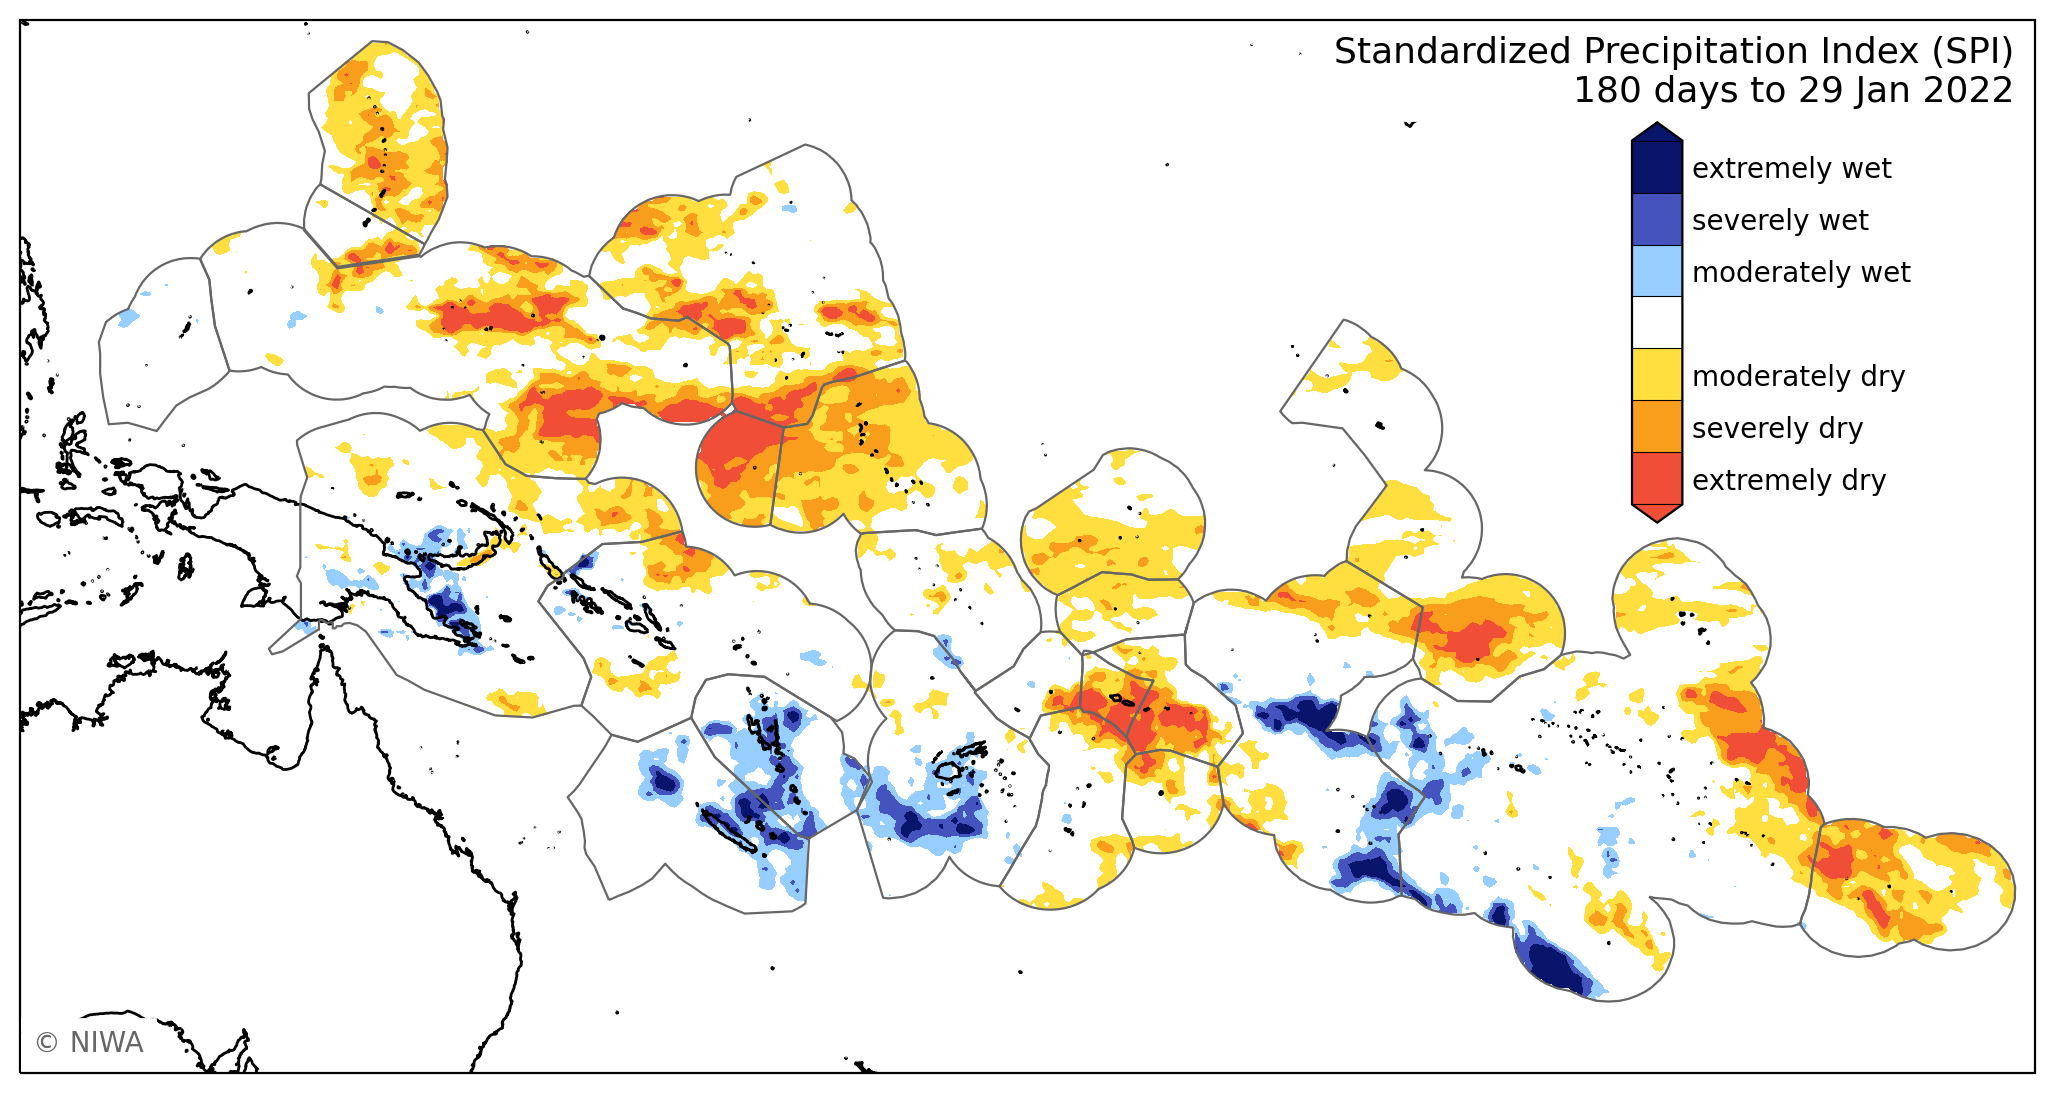 Standardized Precipitation Index (SPI)
180 days to 29 Jan 2022
extremely wet
severely wet
moderately wet
moderately dry
severely dry
extremely dry
© NIWA